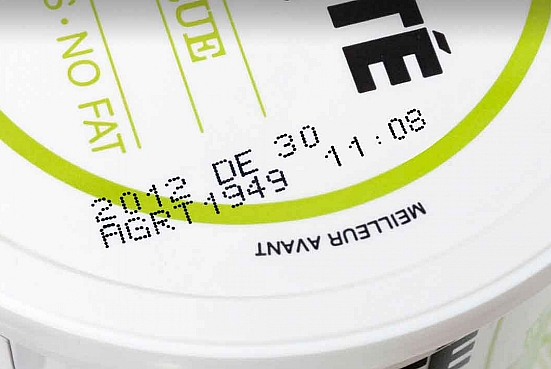 S • NO FAT
UE
TÉ
2012 DE 30 11:08
AGRT1949
MEILLEUR AVANT